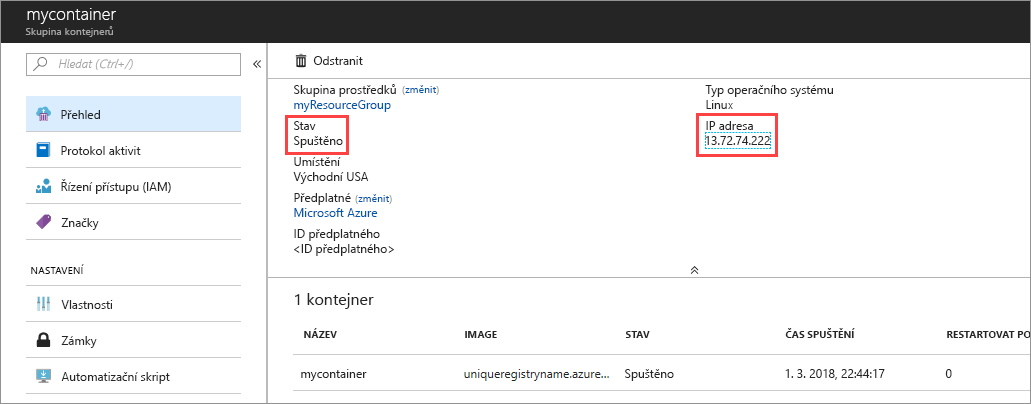 mycontainer
Skupina kontejnerů
Hledat (Ctrl+/)
Přehled
Protokol aktivit
Řízení přístupu (IAM)
Značky
NASTAVENÍ
Vlastnosti
Zámky
Automatizační skript
Odstranit
Skupina prostředků (změnit)
myResourceGroup
Stav
Spuštěno
Umístění
Východní USA
Předplatné (změnit)
Microsoft Azure
ID předplatného
<ID předplatného>
Typ operačního systému
Linux
IP adresa
13.72.74.222
1 kontejner
NÁZEV IMAGE STAV ČAS SPUŠTĚNÍ RESTARTOVAT PO
mycontainer uniqueregistryname.azure... Spuštěno 1. 3. 2018, 22:44:17 0